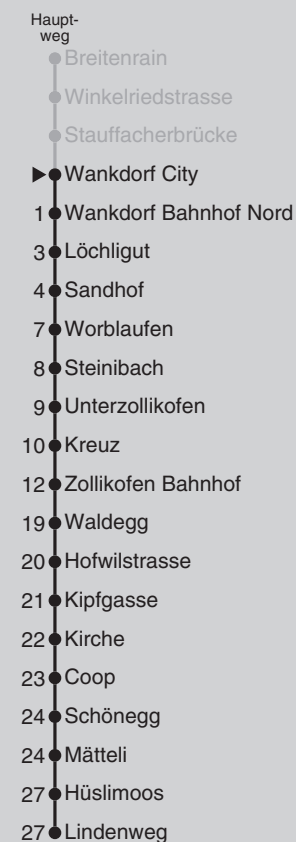 Haupt-
weg
Breitenrain
Winkelriedstrasse
Stauffacherbrücke
Wankdorf City
1 Wankdorf Bahnhof Nord
3 Löchligut
4 Sandhof
7 Worblaufen
8 Steinibach
9 Unterzollikofen
10 Kreuz
12 Zollikofen Bahnhof
19 Waldegg
20 Hofwilstrasse
21 Kipfgasse
22 Kirche
23 Coop
24 Schönegg
24 Mätteli
27 Hüslimoos
27 Lindenweg